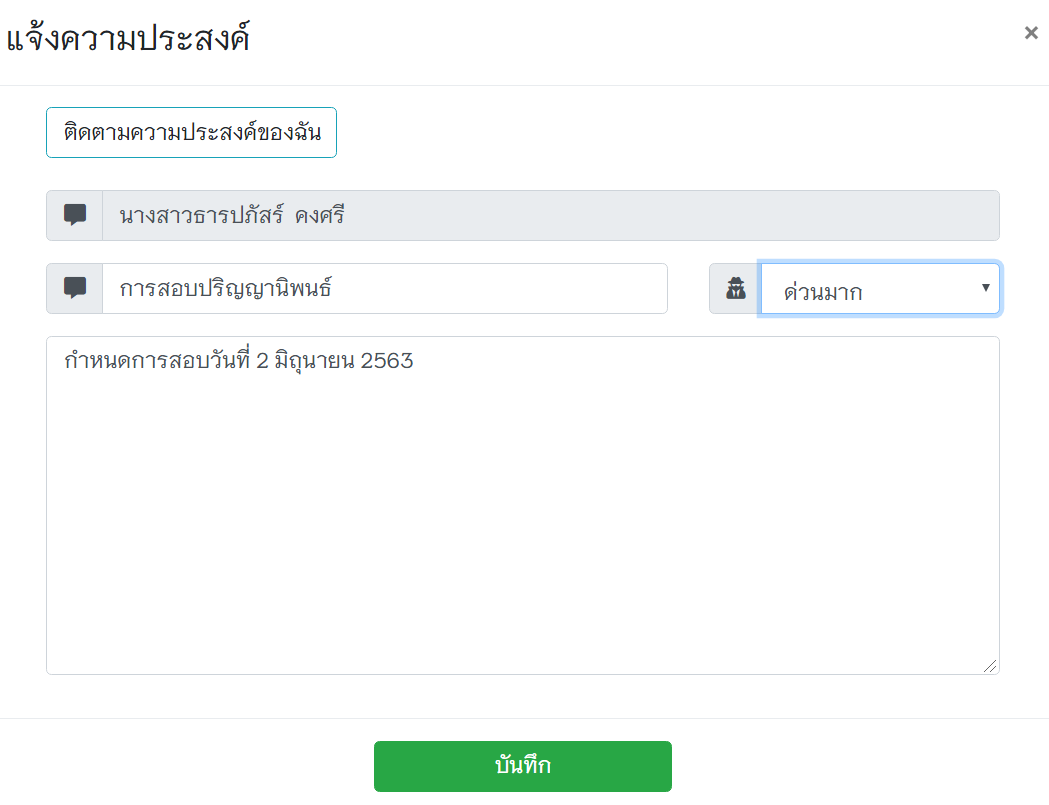 แจ้งความประสงค์
×
ติดตามความประสงค์ของฉัน
นางสาวธารปภัสร์ คงศรี
การสอบปริญญานิพนธ์
ด่วนมาก
กำหนดการสอบวันที่ 2 มิถุนายน 2563
บันทึก